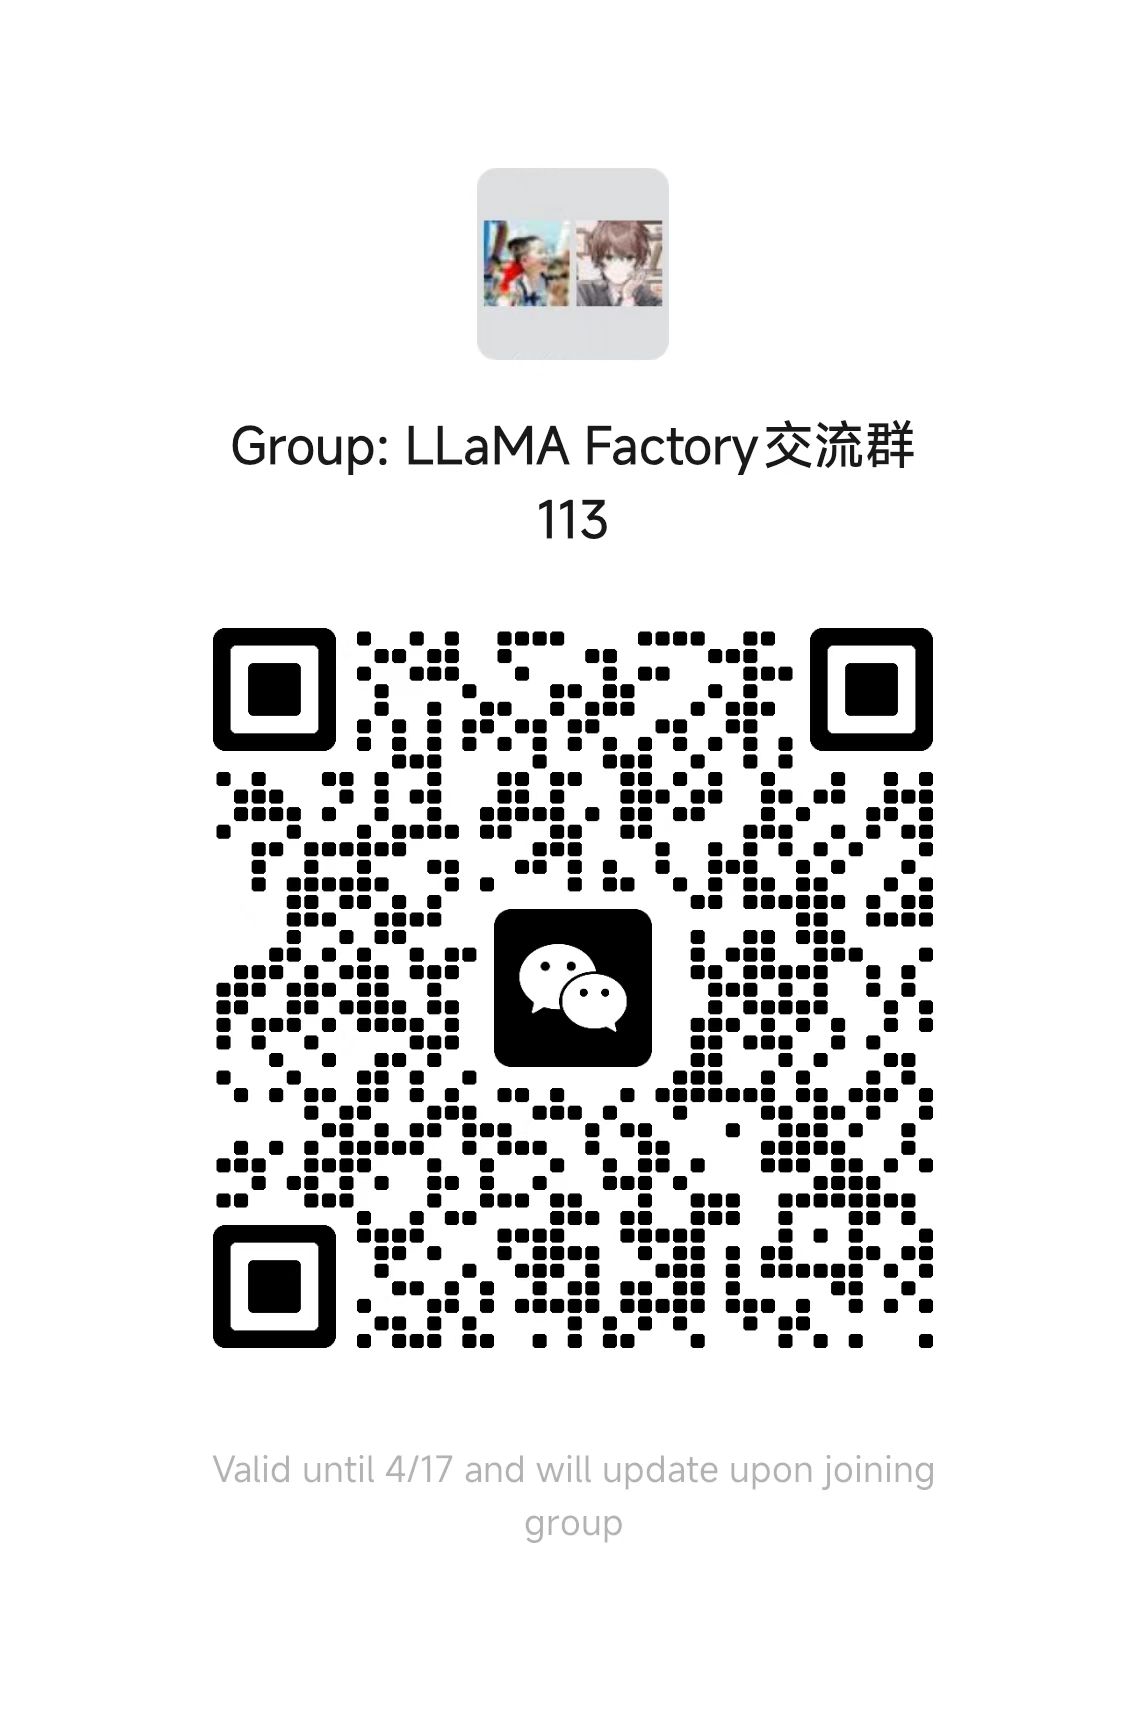 Group: LLaMA Factory交流群
113
Valid until 4/17 and will update upon joining
group